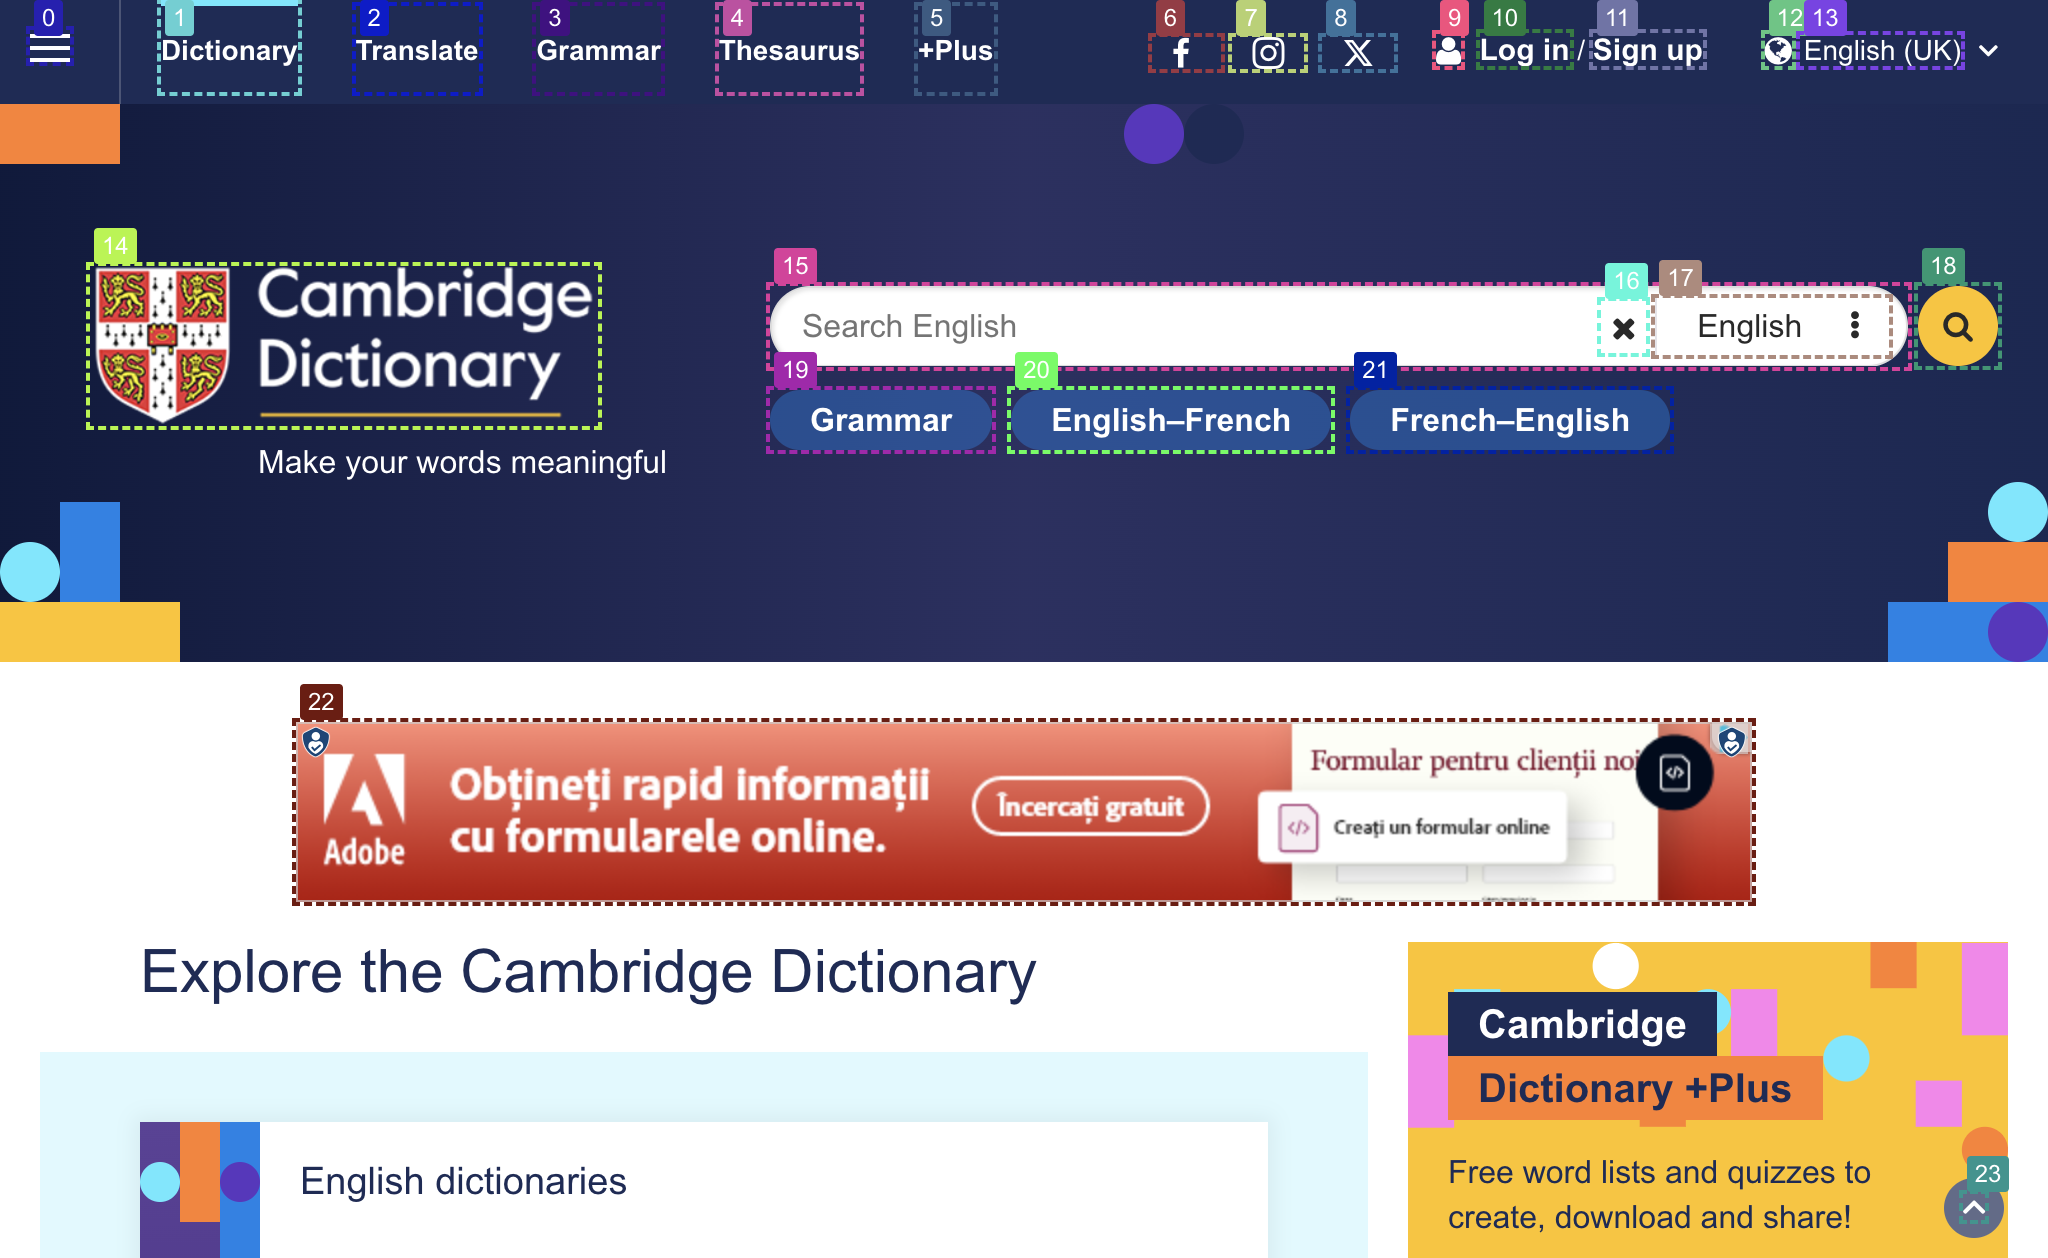 0
1
2
3
4
5
6
7
8
9
10
11
12
13
Dictionary
Translate
Grammar
Thesaurus
+Plus
Log in / Sign up
English (UK)
14
Cambridge
Dictionary
Make your words meaningful
15
16
17
18
Search English
English
19
20
21
Grammar
English–French
French–English
22
Adobe
Obțineți rapid informații
cu formularele online.
Încercați gratuit
Formular pentru clienții noi
Creați un formular online
Explore the Cambridge Dictionary
English dictionaries
Cambridge
Dictionary +Plus
Free word lists and quizzes to
create, download and share!
23